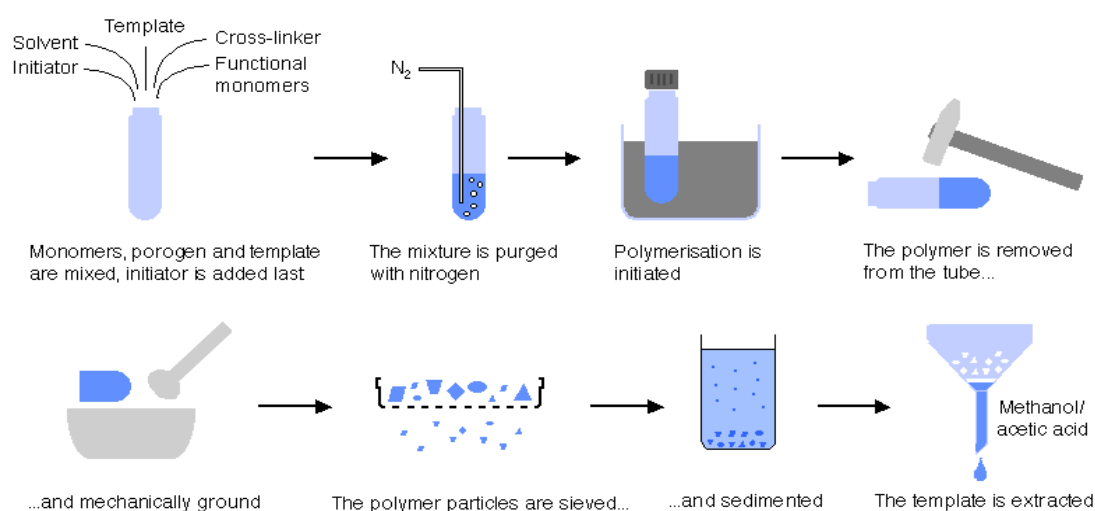 Template
Solvent
Cross-linker
Initiator
Functional
monomers
N₂
Monomers, porogen and template
are mixed, initiator is added last
The mixture is purged
with nitrogen
Polymerisation is
initiated
The polymer is removed
from the tube...
Methanol/
acetic acid
...and mechanically ground
The polymer particles are sieved...
...and sedimented
The template is extracted